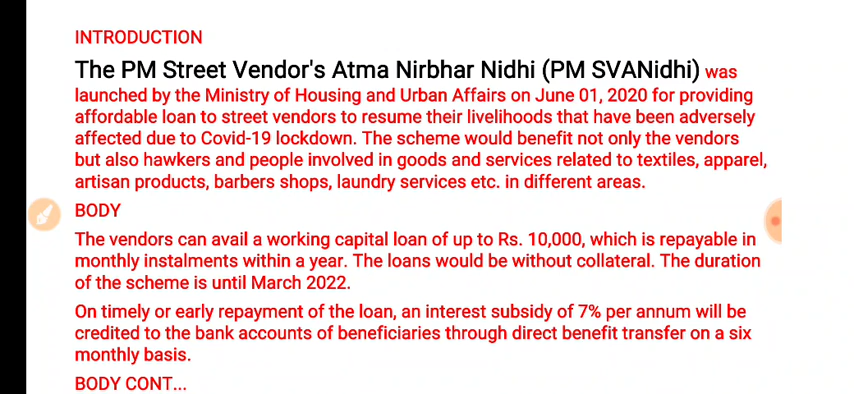 INTRODUCTION
The PM Street Vendor's Atma Nirbhar Nidhi (PM SVANidhi) was
launched by the Ministry of Housing and Urban Affairs on June 01, 2020 for providing
affordable loan to street vendors to resume their livelihoods that have been adversely
affected due to Covid-19 lockdown. The scheme would benefit not only the vendors
but also hawkers and people involved in goods and services related to textiles, apparel,
artisan products, barbers shops, laundry services etc. in different areas.
BODY
The vendors can avail a working capital loan of up to Rs. 10,000, which is repayable in
monthly instalments within a year. The loans would be without collateral. The duration
of the scheme is until March 2022.
On timely or early repayment of the loan, an interest subsidy of 7% per annum will be
credited to the bank accounts of beneficiaries through direct benefit transfer on a six
monthly basis.
BODY CONT...